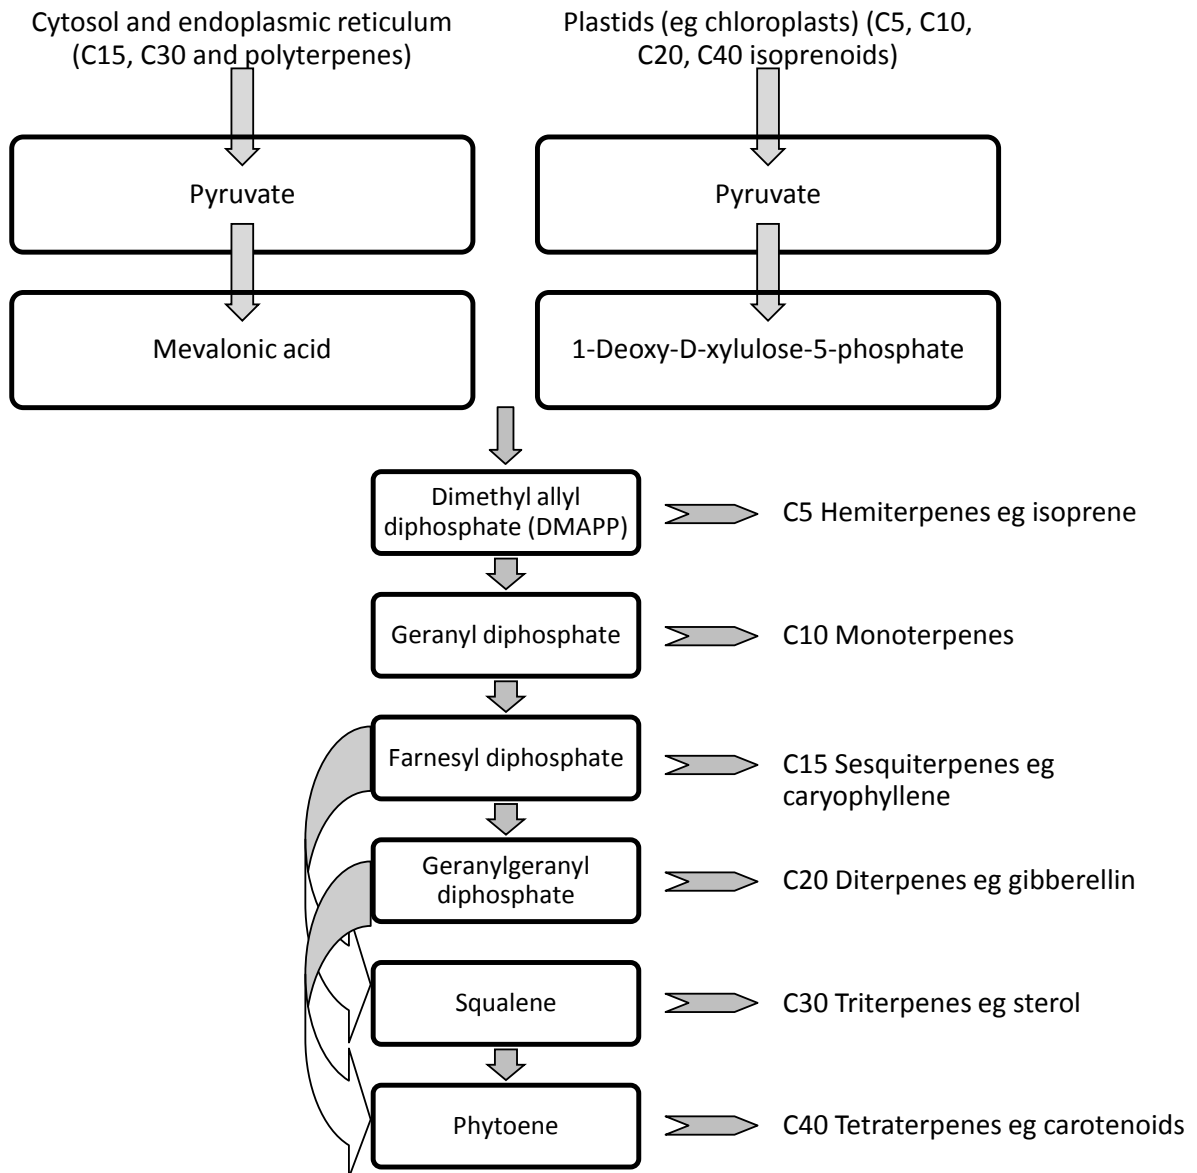 Cytosol and endoplasmic reticulum
(C15, C30 and polyterpenes)
Plastids (eg chloroplasts) (C5, C10,
C20, C40 isoprenoids)
Pyruvate
Pyruvate
Mevalonic acid
1-Deoxy-D-xylulose-5-phosphate
Dimethyl allyl
diphosphate (DMAPP)
C5 Hemiterpenes eg isoprene
Geranyl diphosphate
C10 Monoterpenes
Farnesyl diphosphate
C15 Sesquiterpenes eg
caryophyllene
Geranylgeranyl
diphosphate
C20 Diterpenes eg gibberellin
Squalene
C30 Triterpenes eg sterol
Phytoene
C40 Tetraterpenes eg carotenoids